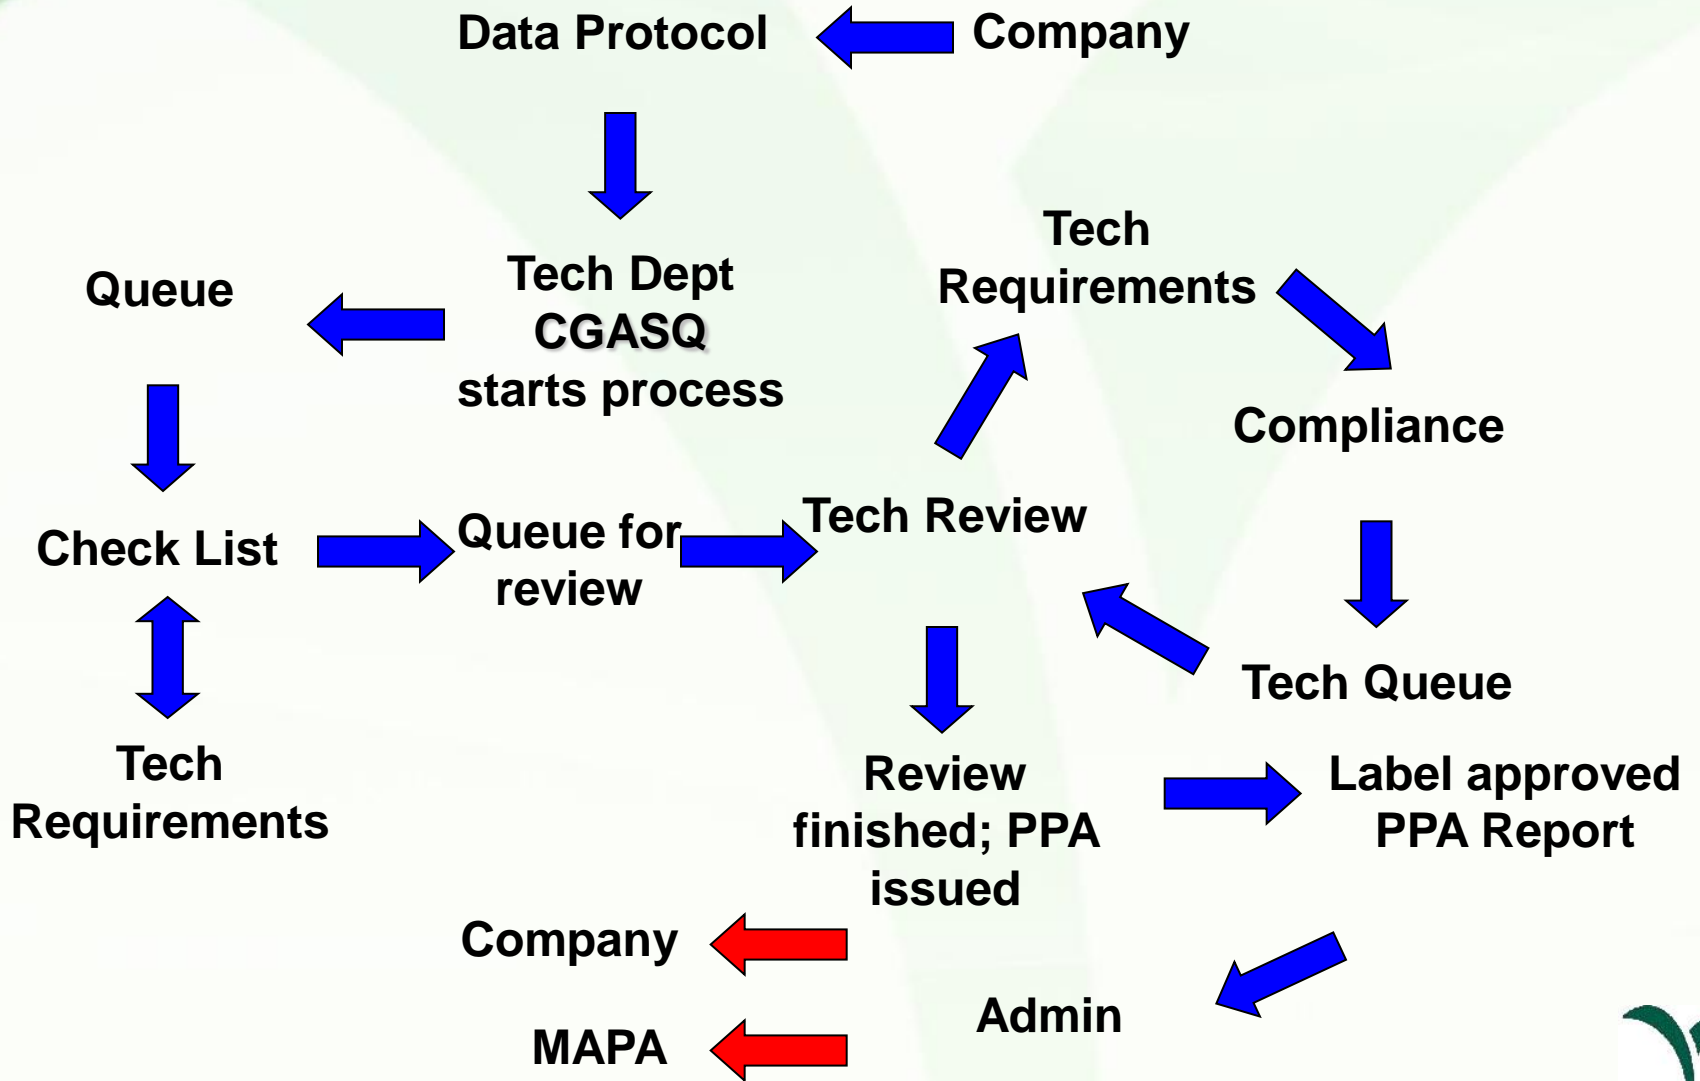 Data Protocol
Company
Tech
Requirements
Queue
Tech Dept
CGASQ
starts process
Compliance
Check List
Queue for
review
Tech Review
Tech Queue
Tech
Requirements
Review
finished; PPA
issued
Label approved
PPA Report
Company
Admin
MAPA